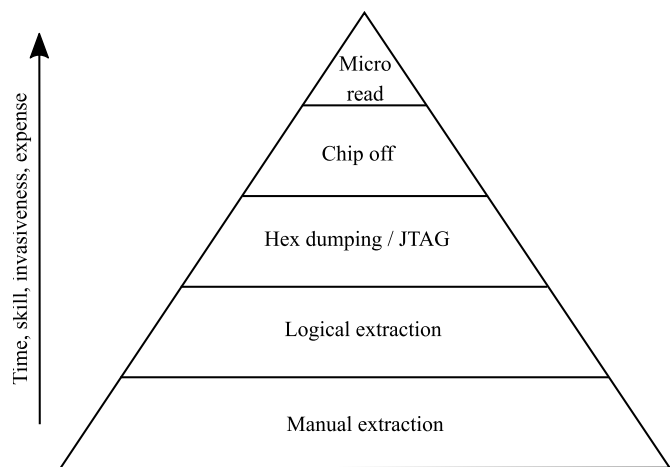 Micro
read
Chip off
Hex dumping / JTAG
Logical extraction
Manual extraction
Time, skill, invasiveness, expense